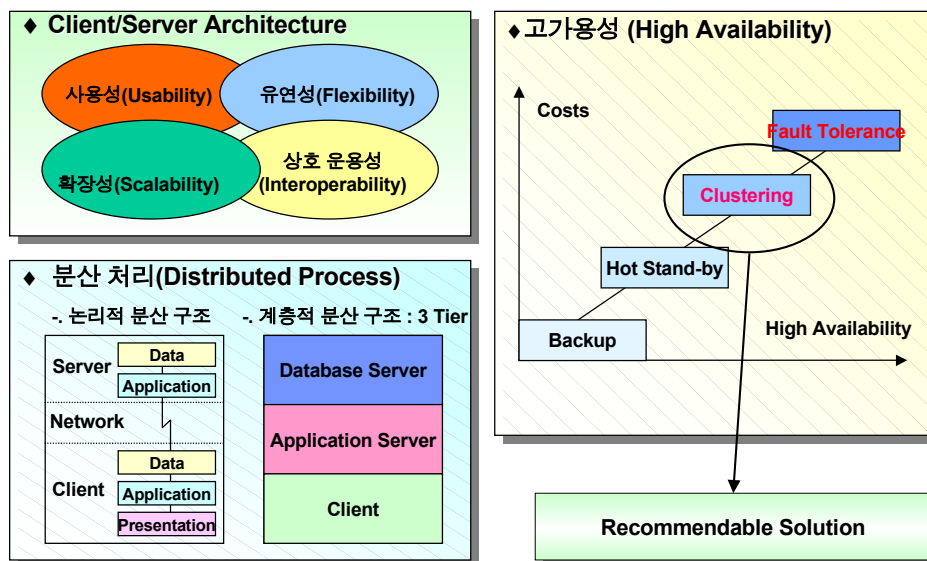 ♦ Client/Server Architecture
사용성(Usability)
유연성(Flexibility)
확장성(Scalability)
상호 운용성
(Interoperability)
♦ 분산 처리(Distributed Process)
-. 논리적 분산 구조
Server
Data
Application
Network
Client
Data
Application
Presentation
-. 계층적 분산 구조 : 3 Tier
Database Server
Application Server
Client
♦고가용성 (High Availability)
Costs
Fault Tolerance
Clustering
Hot Stand-by
Backup
High Availability
Recommendable Solution